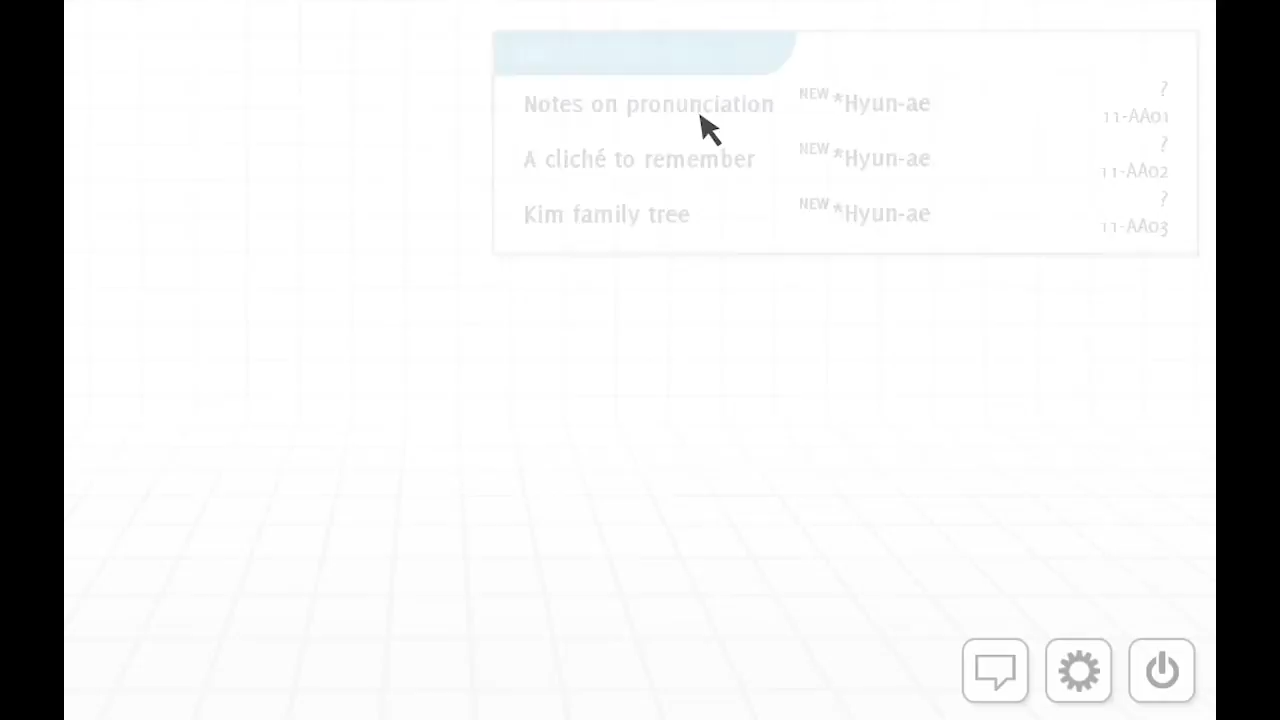 Notes on pronunciation NEW *Hyun-ae ?
11-AA01
A cliché to remember NEW *Hyun-ae ?
11-AA02
Kim family tree NEW *Hyun-ae ?
11-AA03